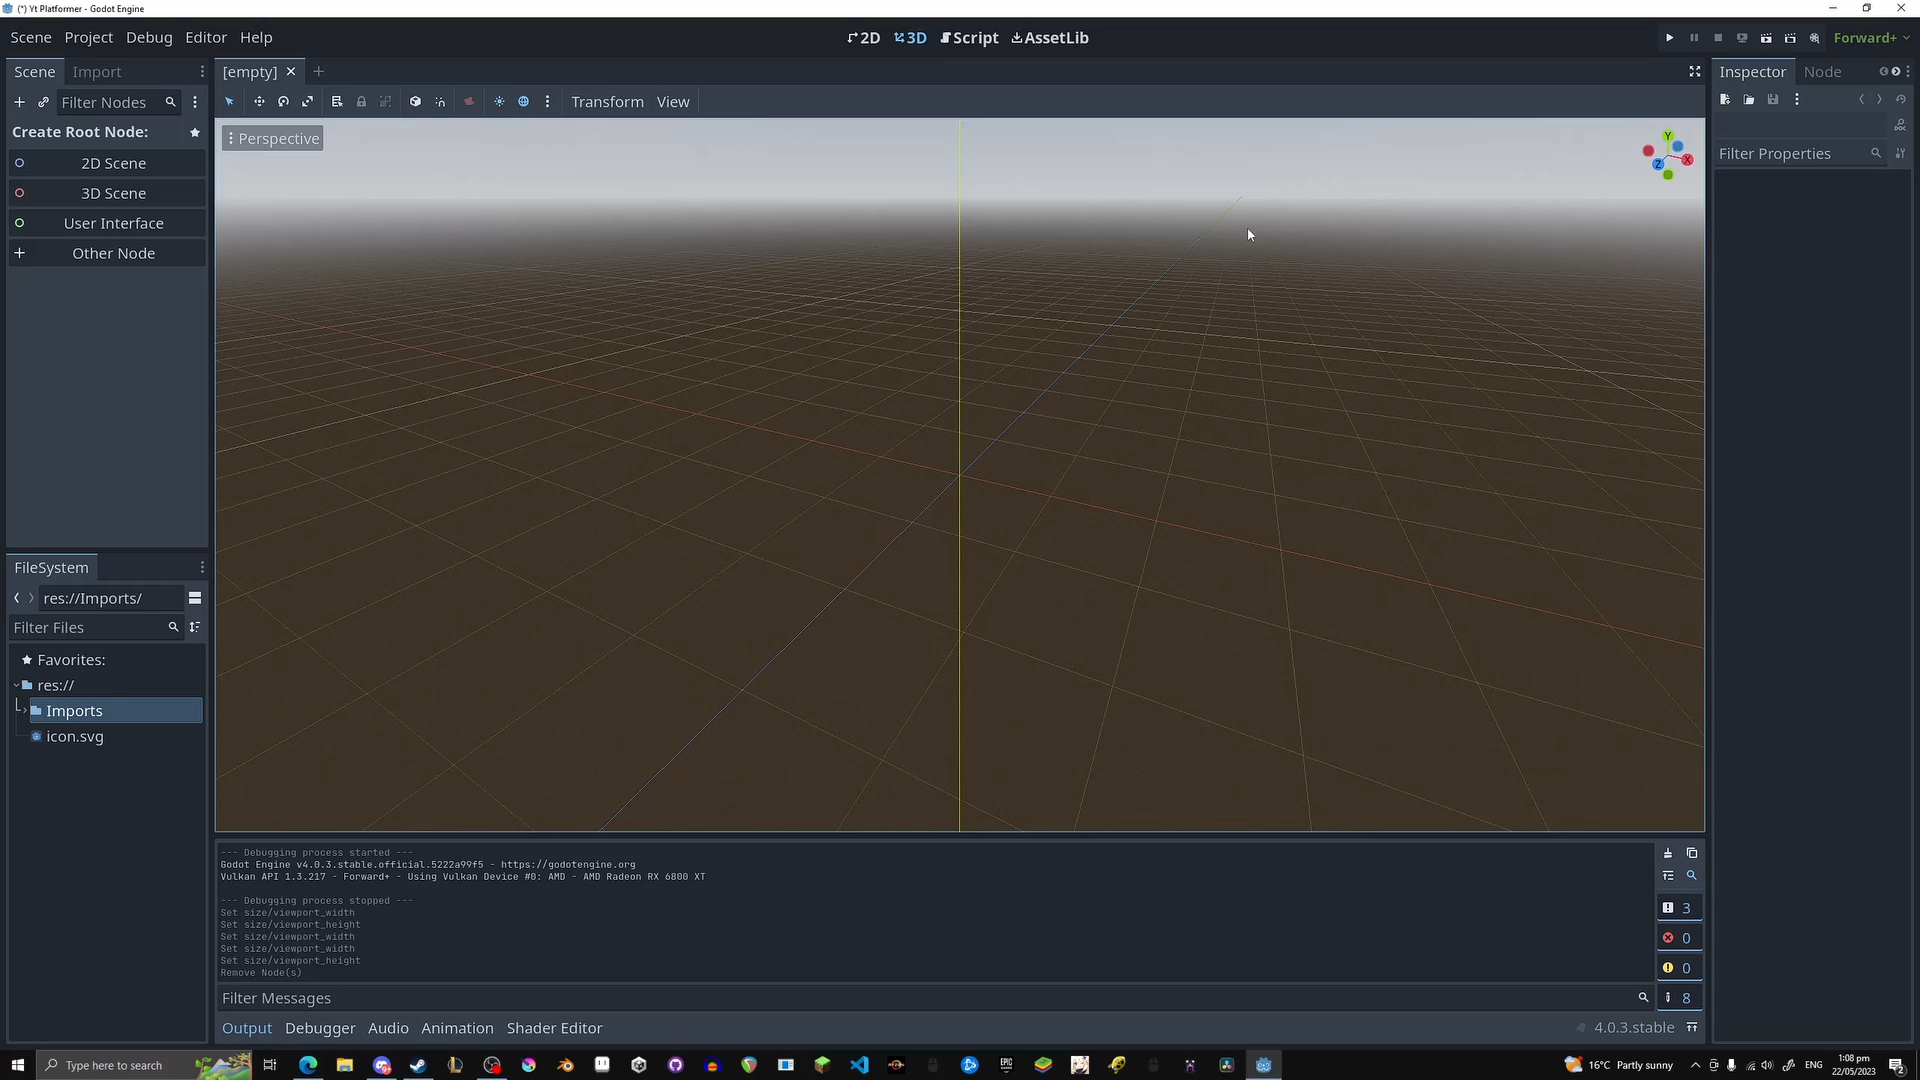 (*) Yt Platformer - Godot Engine
Scene Project Debug Editor Help
2D 3D Script AssetLib
Forward+
Scene Import
[empty]
Inspector Node
Filter Nodes
Transform View
Create Root Node:
Perspective
Y
X
Z
Filter Properties
2D Scene
3D Scene
User Interface
Other Node
FileSystem
res://Imports/
Filter Files
Favorites:
res://
Imports
icon.svg
--- Debugging process started ---
Godot Engine v4.0.3.stable.official.5222a99f5 - https://godotengine.org
Vulkan API 1.3.217 - Forward+ - Using Vulkan Device #0: AMD - AMD Radeon RX 6800 XT
--- Debugging process stopped ---
Set size/viewport_width
Set size/viewport_height
Set size/viewport_width
Set size/viewport_width
Set size/viewport_height
Remove Node(s)
3
0
0
8
Filter Messages
Output Debugger Audio Animation Shader Editor
4.0.3.stable
Type here to search
EPIC
16°C Partly sunny
ENG
1:08 pm
22/05/2023